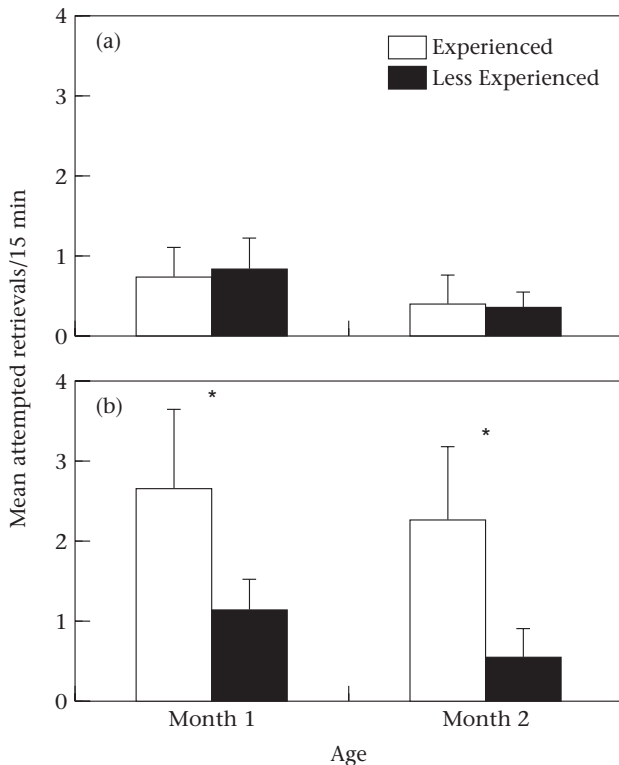 Mean attempted retrievals/15 min
(a)
Experienced
Less Experienced
4
3
2
1
0
(b)
*
*
4
3
2
1
0
Month 1
Month 2
Age